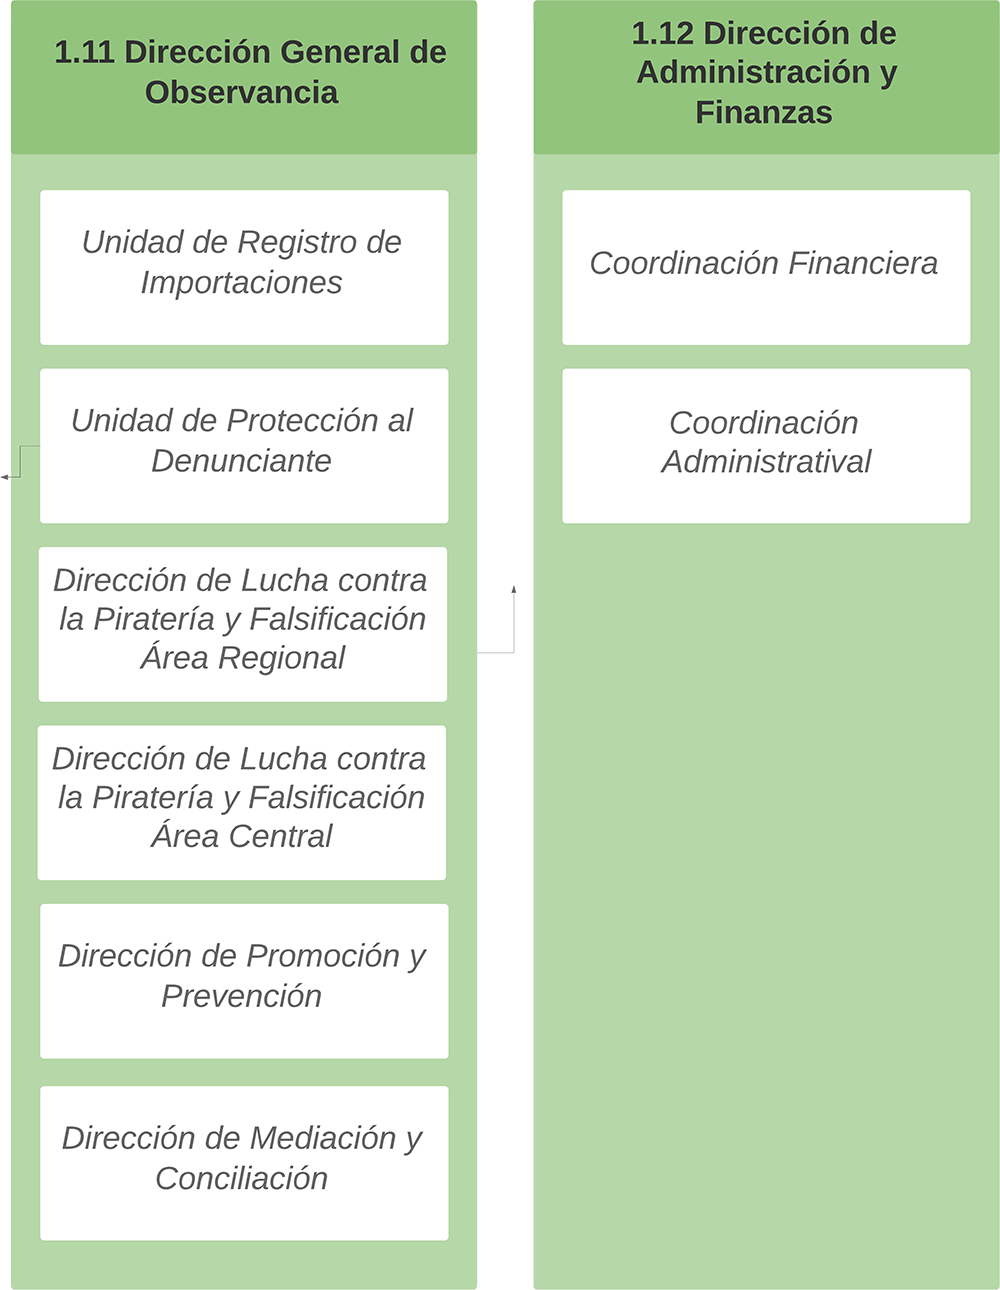 1.11 Dirección General de
Observancia
Unidad de Registro de
Importaciones
Unidad de Protección al
Denunciante
Dirección de Lucha contra
la Piratería y Falsificación
Área Regional
Dirección de Lucha contra
la Piratería y Falsificación
Área Central
Dirección de Promoción y
Prevención
Dirección de Mediación y
Conciliación
1.12 Dirección de
Administración y
Finanzas
Coordinación Financiera
Coordinación
Administratival